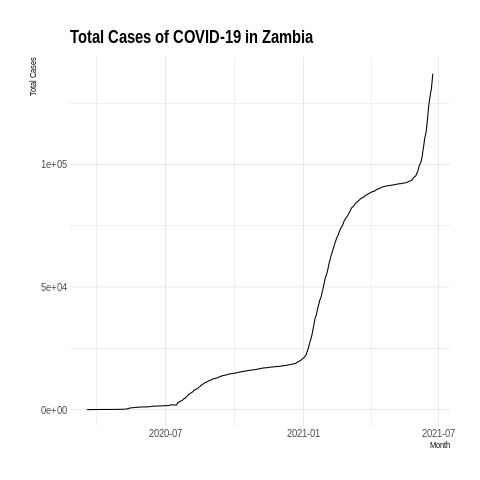 Total Cases of COVID-19 in Zambia
Total Cases
1e+05
5e+04
0e+00
2020-07
2021-01
2021-07
Month